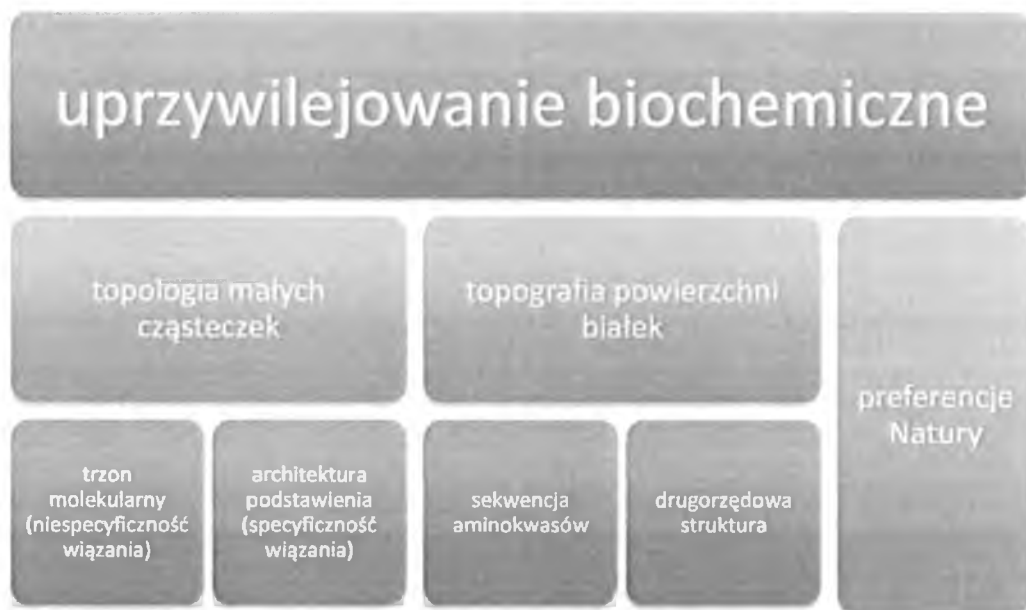 uprzywilejowanie biochemiczne
topologia małych
cząsteczek
topografia powierzchni
białek
preferencje
Natury
trzon
molekularny
(niespecyficzność
wiązania)
architektura
podstawienia
(specyficzność
wiązania)
sekwencja
aminokwasów
drugorzędowa
struktura